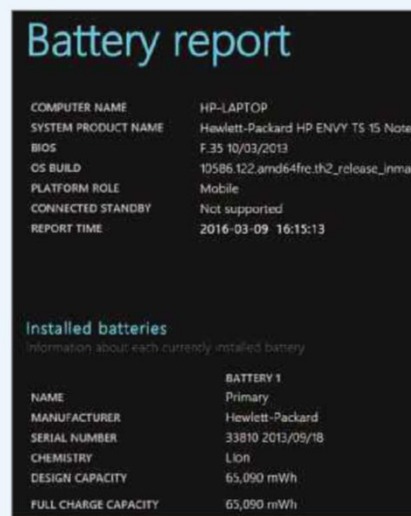 Battery report
COMPUTER NAME HP-LAPTOP
SYSTEM PRODUCT NAME Hewlett-Packard HP ENVY TS 15 Note
BIOS F.35 10/03/2013
OS BUILD 10586.122.amd64fre.th2_release_inma
PLATFORM ROLE Mobile
CONNECTED STANDBY Not supported
REPORT TIME 2016-03-09 16:15:13
Installed batteries
Information about each currently installed battery
BATTERY 1
NAME Primary
MANUFACTURER Hewlett-Packard
SERIAL NUMBER 33810 2013/09/18
CHEMISTRY LIon
DESIGN CAPACITY 65,090 mWh
FULL CHARGE CAPACITY 65,090 mWh